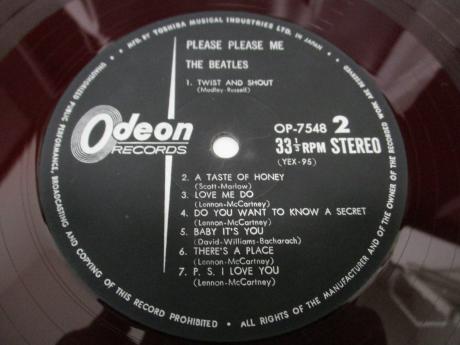 MFD. BY TOSHIBA MUSICAL INDUSTRIES LTD. IN JAPAN
PLEASE PLEASE ME
THE BEATLES
1. TWIST AND SHOUT
(Medley-Russell)
Odeon
RECORDS
OP-7548 2
33⅓RPM STEREO
(YEX-95)
2. A TASTE OF HONEY
(Scott-Marlow)
3. LOVE ME DO
(Lennon-McCartney)
4. DO YOU WANT TO KNOW A SECRET
(Lennon-McCartney)
5. BABY IT'S YOU
(David-Williams-Bacharach)
6. THERE'S A PLACE
(Lennon-McCartney)
7. P. S. I LOVE YOU
(Lennon-McCartney)
ALL RIGHTS OF THE MANUFACTURER AND OF THE OWNER OF THE RECORDED WORK ARE RESERVED.
UNAUTHORIZED PUBLIC PERFORMANCE, BROADCASTING AND COPYING OF THIS RECORD PROHIBITED